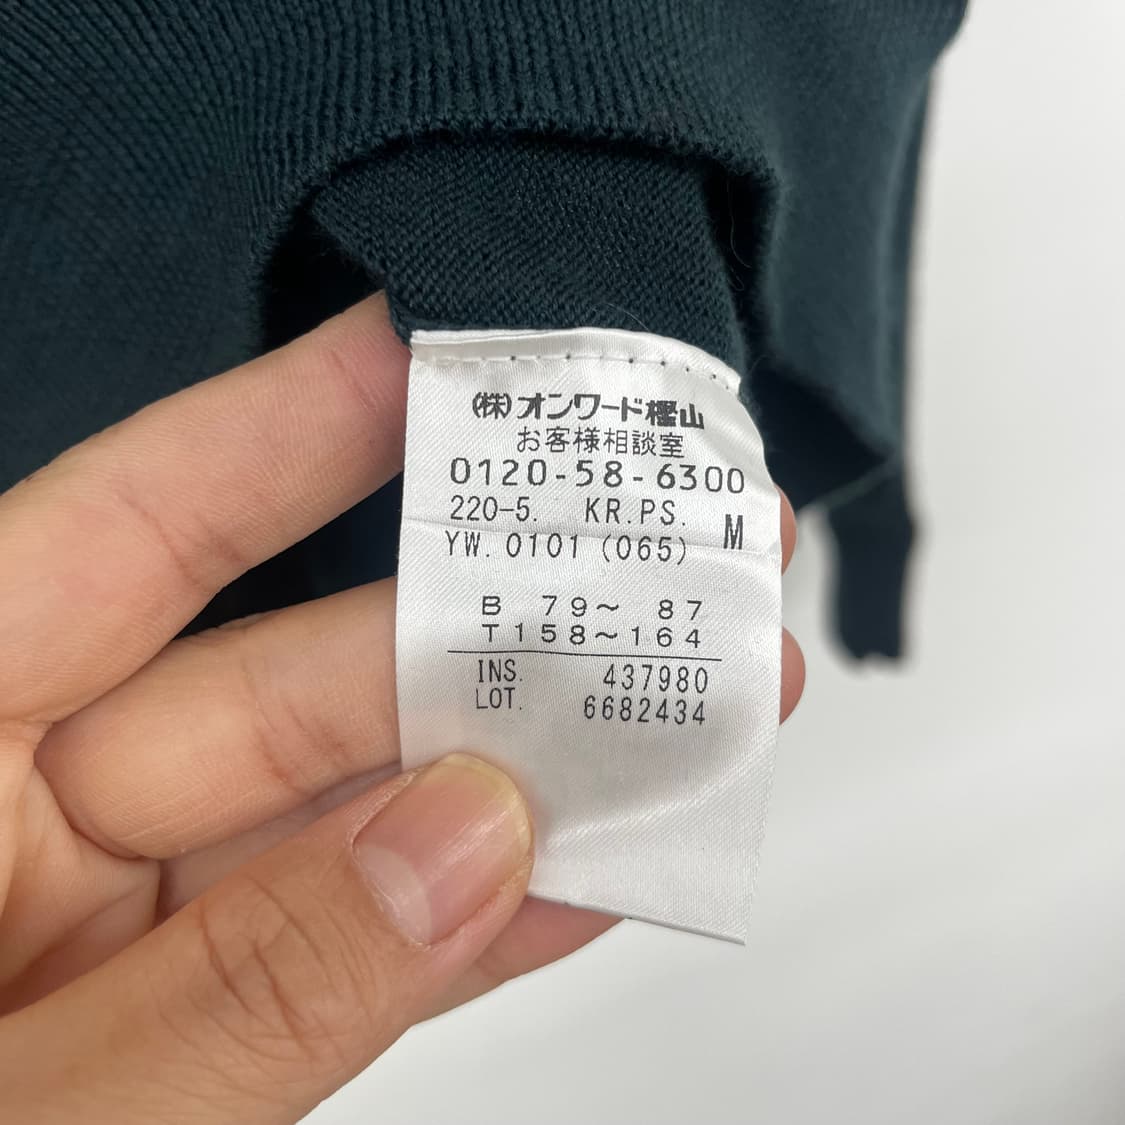 (株)オンワード樫山
お客様相談室
0120-58-6300
220-5. KR.PS. M
YW. 0101 (065)
B 79～ 87
T158～164
INS. 437980
LOT. 6682434